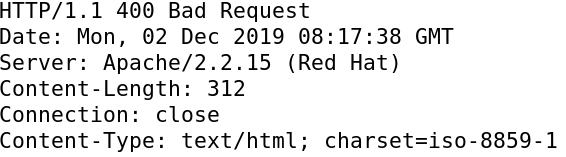 HTTP/1.1 400 Bad Request
Date: Mon, 02 Dec 2019 08:17:38 GMT
Server: Apache/2.2.15 (Red Hat)
Content-Length: 312
Connection: close
Content-Type: text/html; charset=iso-8859-1